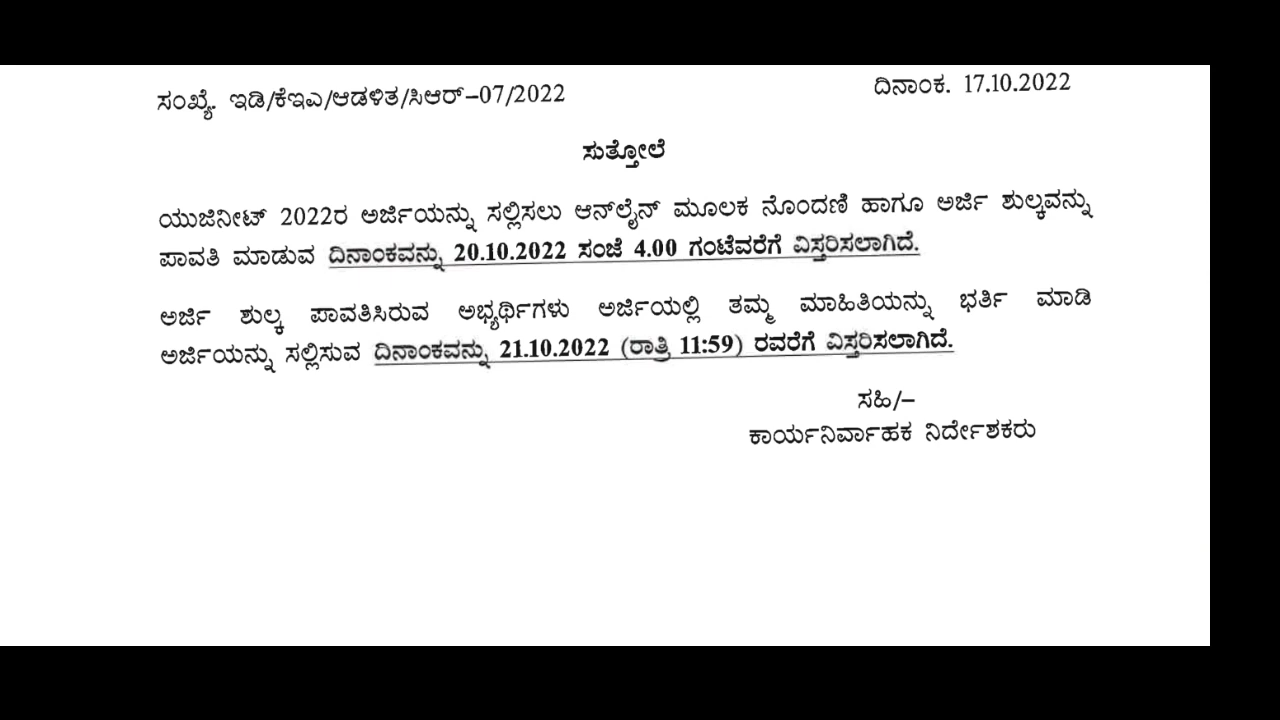 ಸಂಖ್ಯೆ. ಇಡಿ/ಕೆಇಎ/ಆಡಳಿತ/ಸಿಆರ್–07/2022 ದಿನಾಂಕ. 17.10.2022
ಸುತ್ತೋಲೆ
ಯುಜಿನೀಟ್ 2022ರ ಅರ್ಜಿಯನ್ನು ಸಲ್ಲಿಸಲು ಆನ್‌ಲೈನ್ ಮೂಲಕ ನೊಂದಣಿ ಹಾಗೂ ಅರ್ಜಿ ಶುಲ್ಕವನ್ನು
ಪಾವತಿ ಮಾಡುವ ದಿನಾಂಕವನ್ನು 20.10.2022 ಸಂಜೆ 4.00 ಗಂಟೆವರೆಗೆ ವಿಸ್ತರಿಸಲಾಗಿದೆ.
ಅರ್ಜಿ ಶುಲ್ಕ ಪಾವತಿಸಿರುವ ಅಭ್ಯರ್ಥಿಗಳು ಅರ್ಜಿಯಲ್ಲಿ ತಮ್ಮ ಮಾಹಿತಿಯನ್ನು ಭರ್ತಿ ಮಾಡಿ
ಅರ್ಜಿಯನ್ನು ಸಲ್ಲಿಸುವ ದಿನಾಂಕವನ್ನು 21.10.2022 (ರಾತ್ರಿ 11:59) ರವರೆಗೆ ವಿಸ್ತರಿಸಲಾಗಿದೆ.
ಸಹಿ/–
ಕಾರ್ಯನಿರ್ವಾಹಕ ನಿರ್ದೇಶಕರು